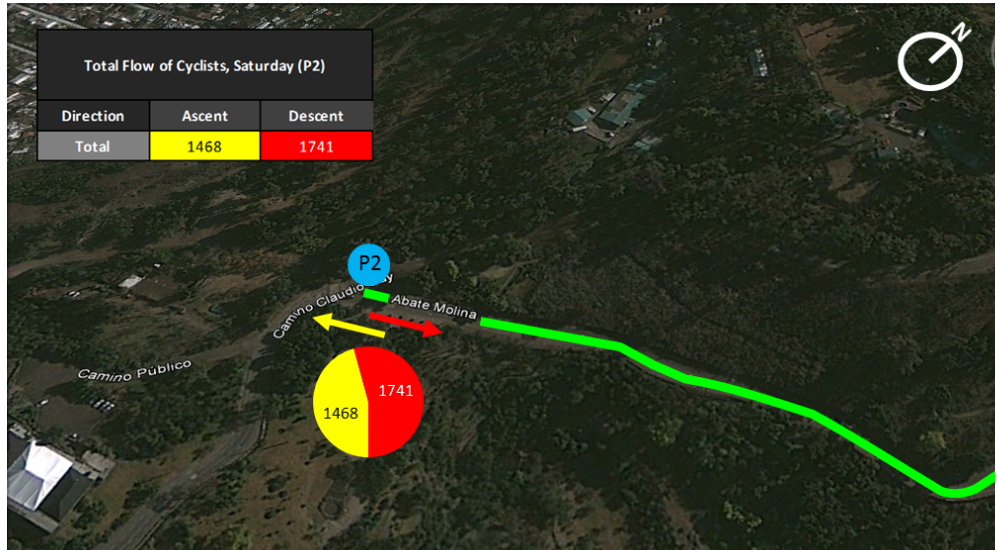 Total Flow of Cyclists, Saturday (P2)
Direction Ascent Descent
Total 1468 1741
N
P2
Camino Claudio
Abate Molina
Camino Público
1741
1468